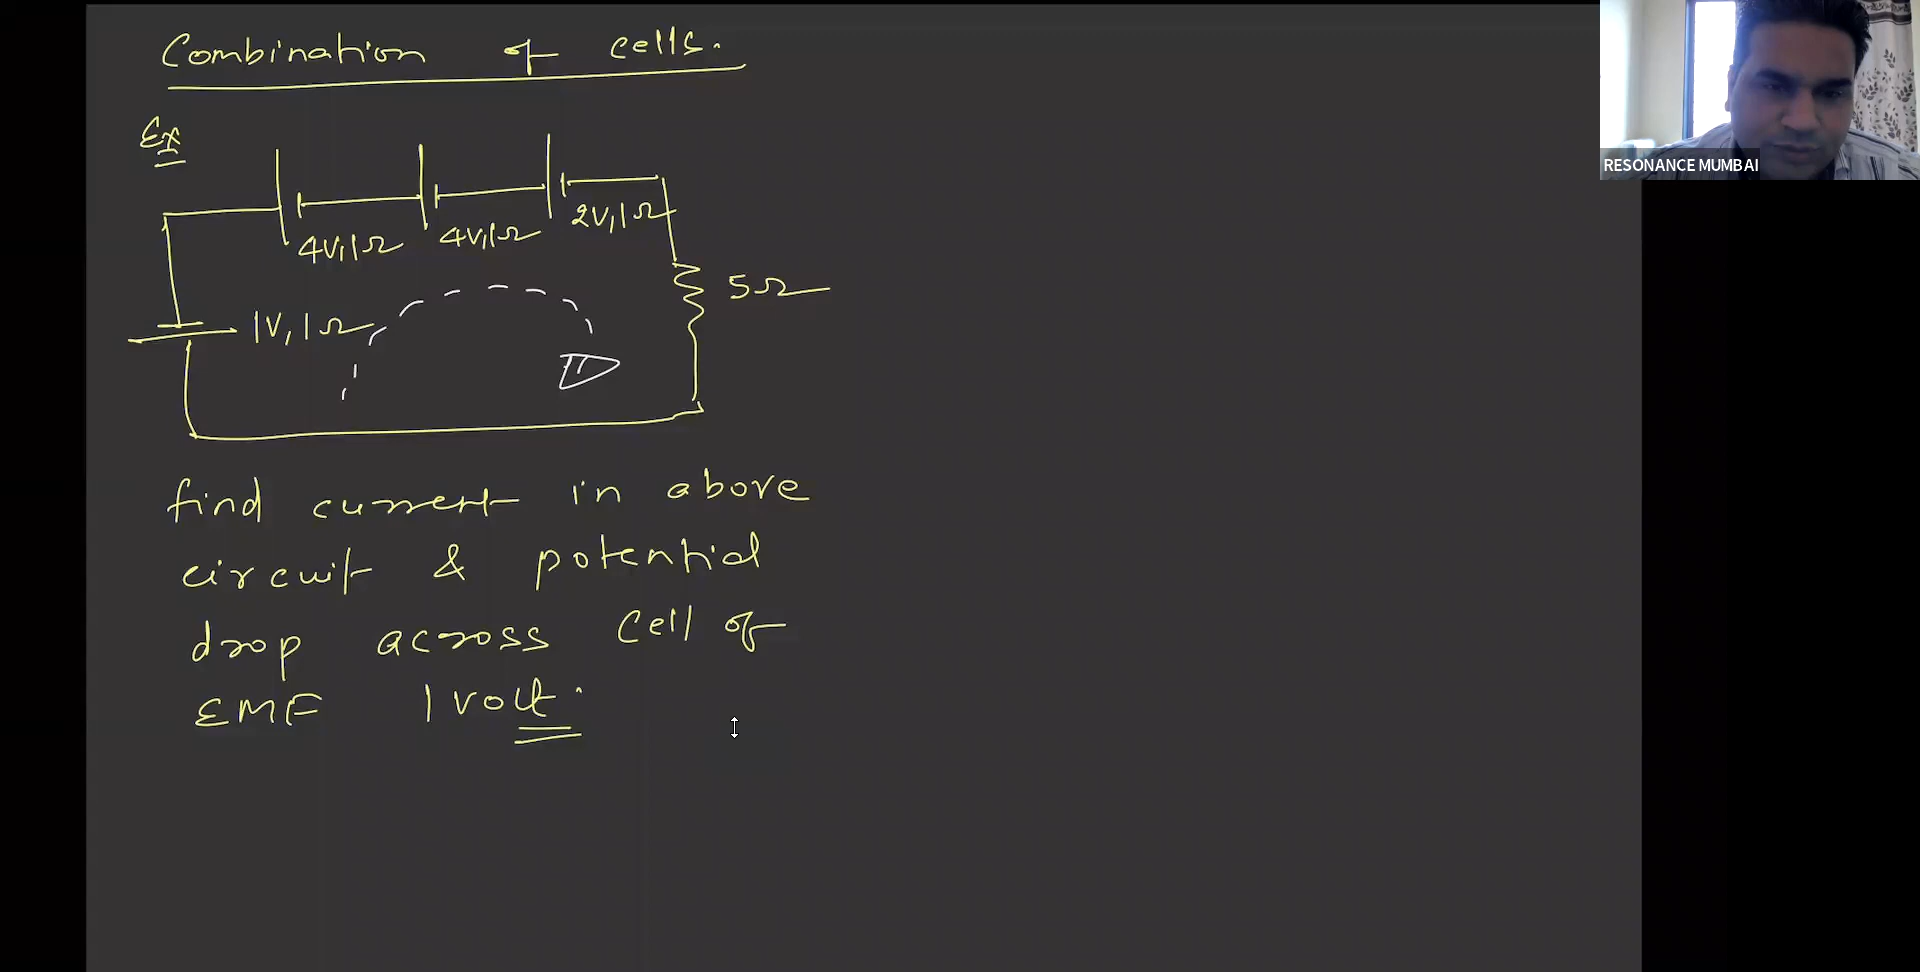 Combination of cells.
RESONANCE MUMBAI
Ex
4V,1Ω 4V,1Ω 2V,1Ω
5Ω
1V,1Ω
find current in above
circuit & potential
drop across cell of
EMF 1 volt.